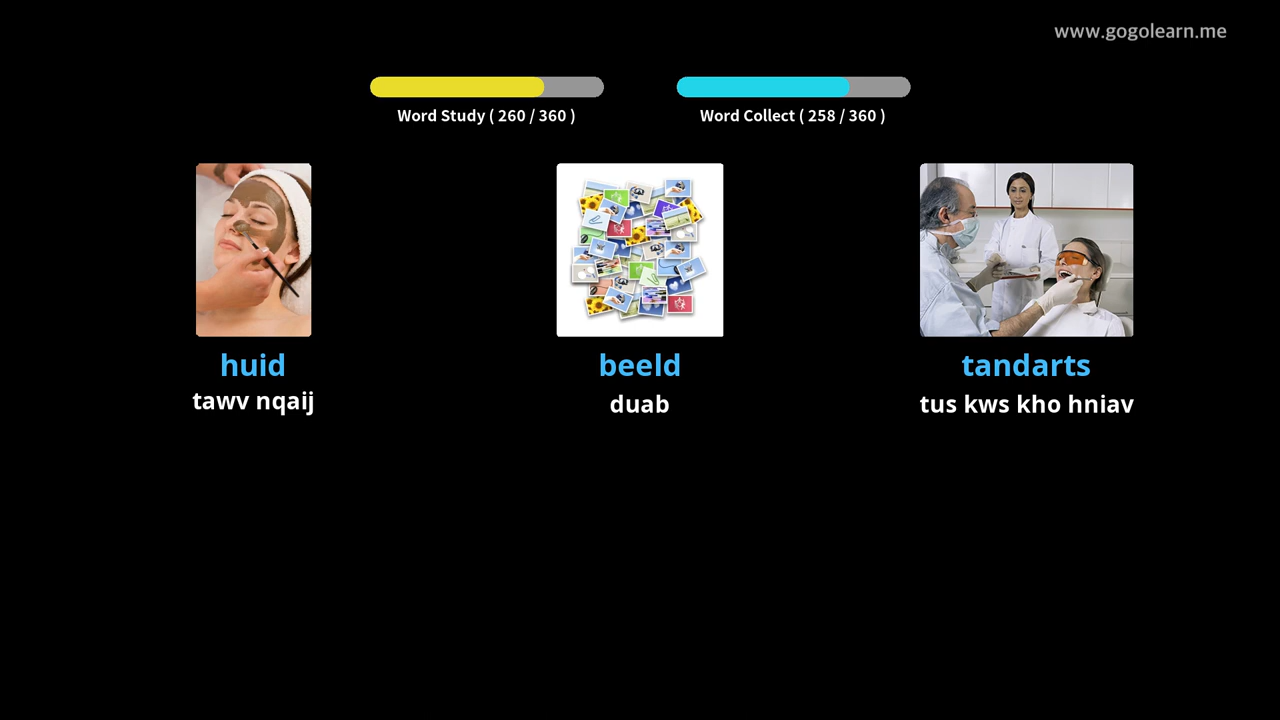 www.gogolearn.me
Word Study ( 260 / 360 )
Word Collect ( 258 / 360 )
huid
tawv nqaij
beeld
duab
tandarts
tus kws kho hniav